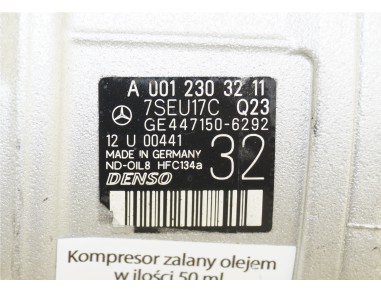 A 001 230 32 11
7SEU17C Q23
GE447150-6292
12 U 00441
MADE IN GERMANY
ND-OIL8 HFC134a
32
DENSO
Kompresor zalany olejem
w ilości 50 ml